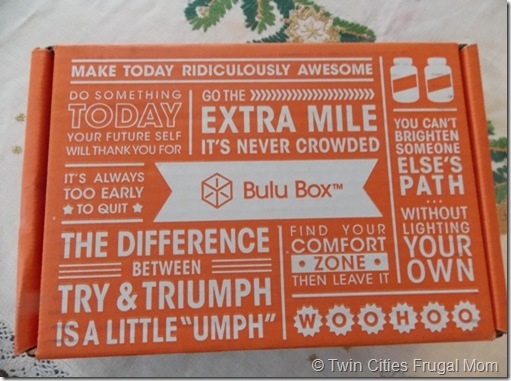 MAKE TODAY RIDICULOUSLY AWESOME
DO SOMETHING
TODAY
YOUR FUTURE SELF
WILL THANK YOU FOR
GO THE
EXTRA MILE
IT'S NEVER CROWDED
YOU CAN'T
BRIGHTEN
SOMEONE
ELSE'S
PATH
...
WITHOUT
LIGHTING
YOUR
OWN
IT'S ALWAYS
TOO EARLY
TO QUIT
Bulu Box™
THE DIFFERENCE
BETWEEN
TRY & TRIUMPH
IS A LITTLE "UMPH"
FIND YOUR
COMFORT
ZONE
THEN LEAVE IT
WOOHOO
© Twin Cities Frugal Mom